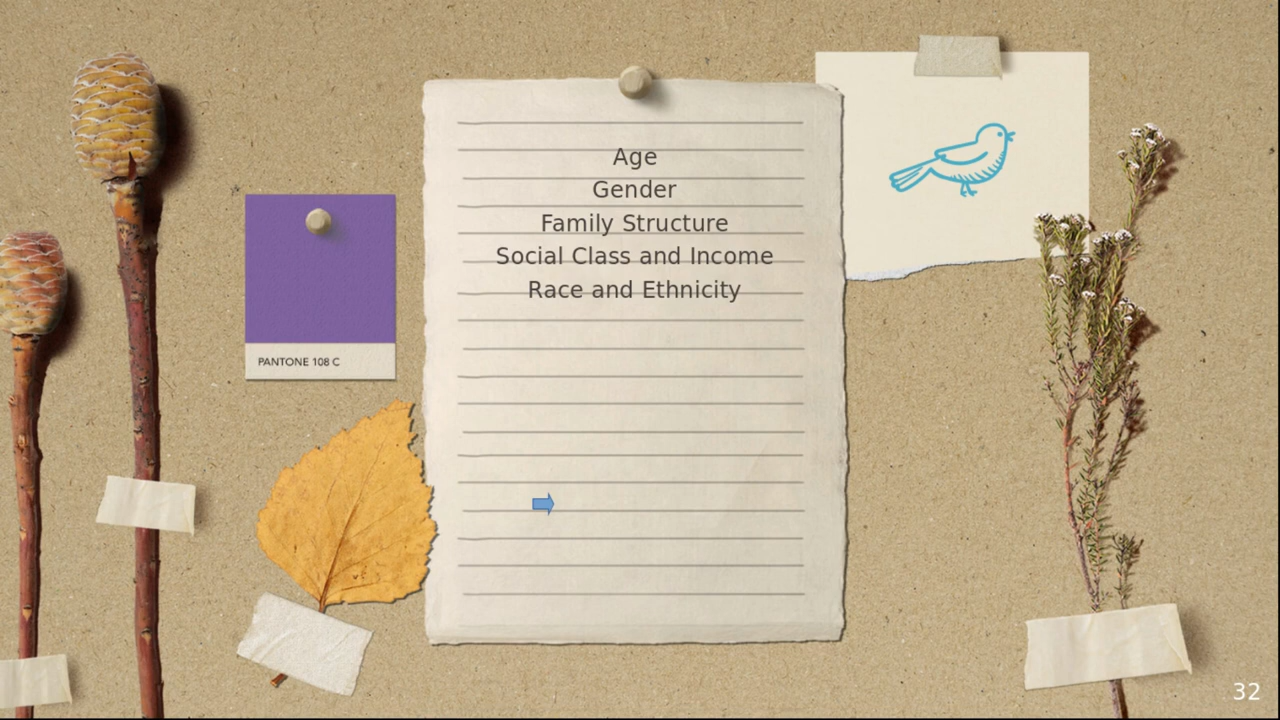 Age
Gender
Family Structure
Social Class and Income
Race and Ethnicity
PANTONE 108 C
32